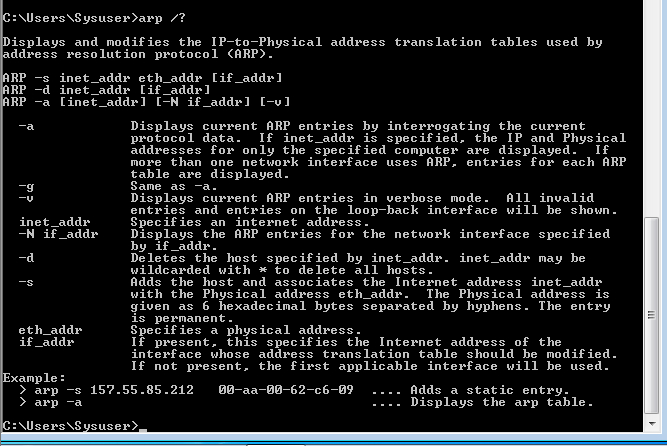 C:\Users\Sysuser>arp /?
Displays and modifies the IP-to-Physical address translation tables used by
address resolution protocol (ARP).
ARP -s inet_addr eth_addr [if_addr]
ARP -d inet_addr [if_addr]
ARP -a [inet_addr] [-N if_addr] [-v]
-a Displays current ARP entries by interrogating the current
protocol data. If inet_addr is specified, the IP and Physical
addresses for only the specified computer are displayed. If
more than one network interface uses ARP, entries for each ARP
table are displayed.
-g Same as -a.
-v Displays current ARP entries in verbose mode. All invalid
entries and entries on the loop-back interface will be shown.
inet_addr Specifies an internet address.
-N if_addr Displays the ARP entries for the network interface specified
by if_addr.
-d Deletes the host specified by inet_addr. inet_addr may be
wildcarded with * to delete all hosts.
-s Adds the host and associates the Internet address inet_addr
with the Physical address eth_addr. The Physical address is
given as 6 hexadecimal bytes separated by hyphens. The entry
is permanent.
eth_addr Specifies a physical address.
if_addr If present, this specifies the Internet address of the
interface whose address translation table should be modified.
If not present, the first applicable interface will be used.
Example:
> arp -s 157.55.85.212 00-aa-00-62-c6-09 .... Adds a static entry.
> arp -a .... Displays the arp table.
C:\Users\Sysuser>_